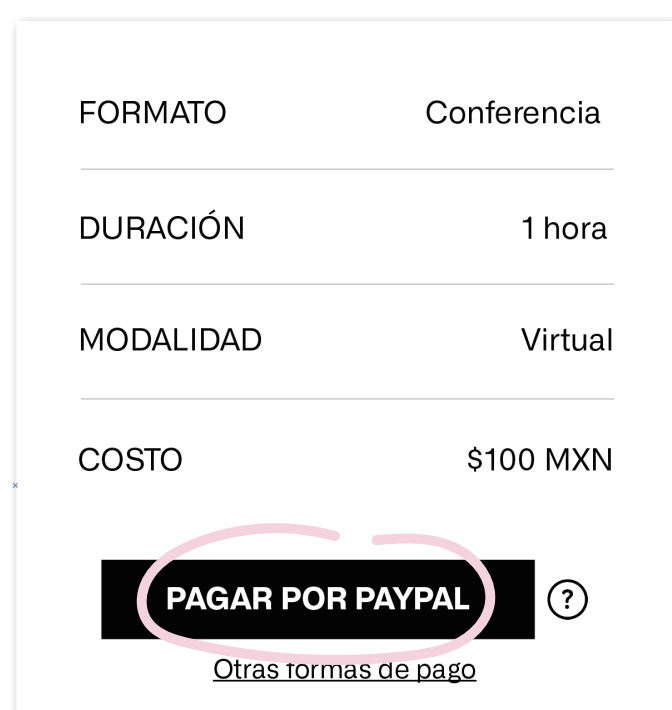 FORMATO Conferencia
DURACIÓN 1 hora
MODALIDAD Virtual
COSTO $100 MXN
PAGAR POR PAYPAL ?
Otras formas de pago